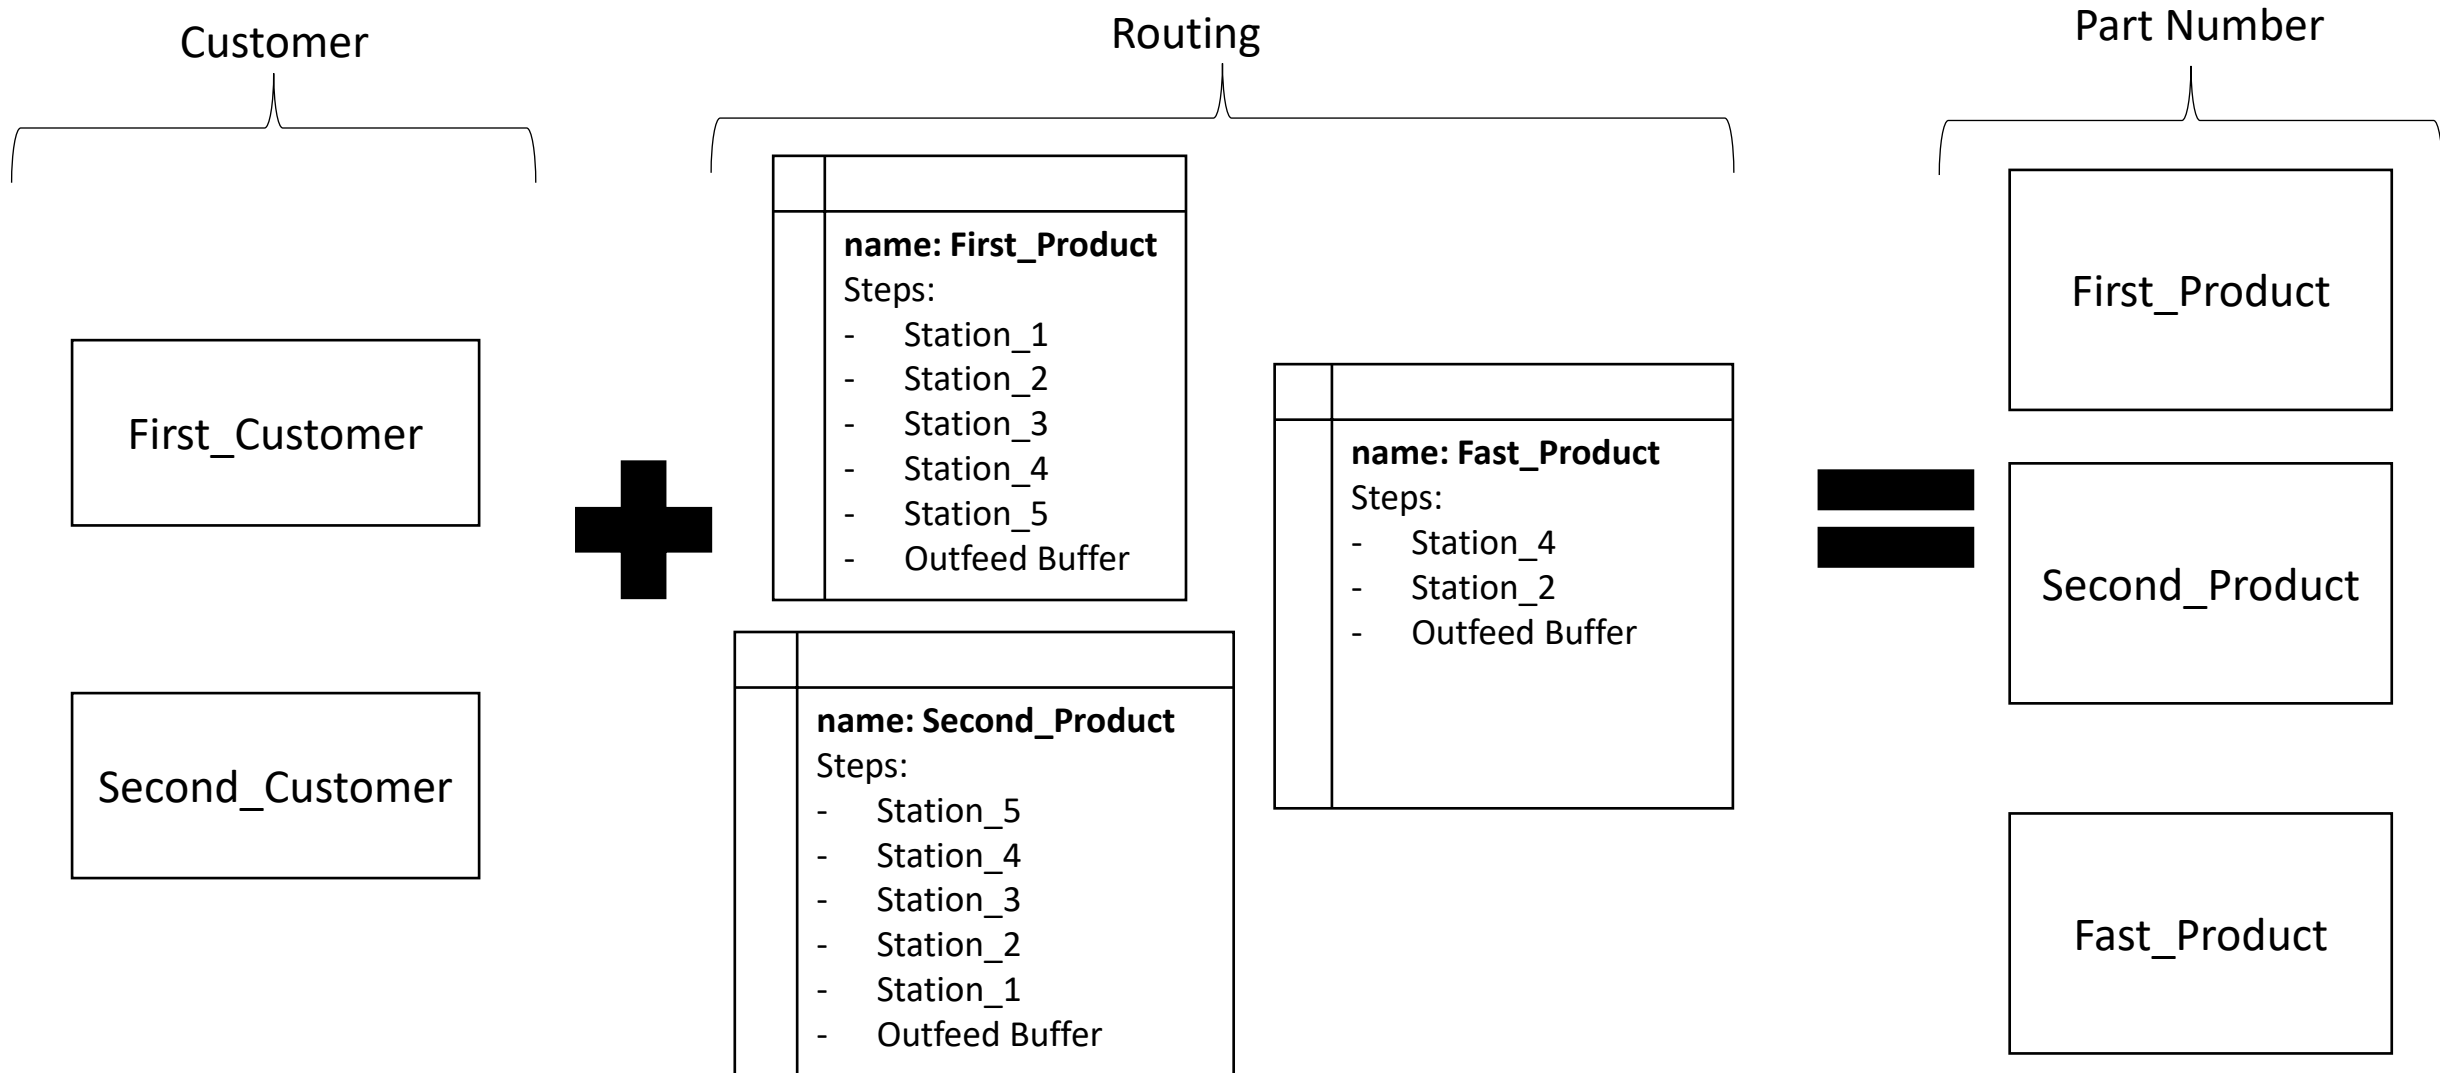 Customer
First_Customer
Second_Customer
Routing
name: First_Product
Steps:
- Station_1
- Station_2
- Station_3
- Station_4
- Station_5
- Outfeed Buffer
name: Second_Product
Steps:
- Station_5
- Station_4
- Station_3
- Station_2
- Station_1
- Outfeed Buffer
name: Fast_Product
Steps:
- Station_4
- Station_2
- Outfeed Buffer
Part Number
First_Product
Second_Product
Fast_Product